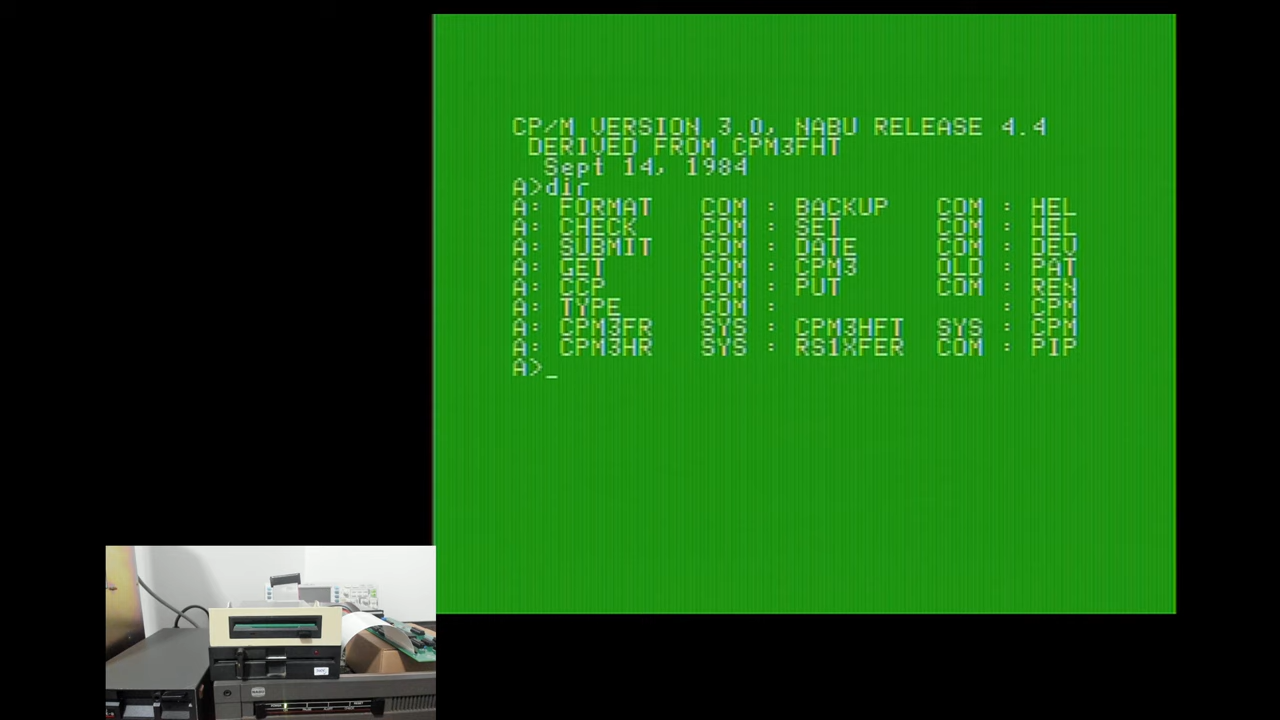 CP/M VERSION 3.0, NABU RELEASE 4.4
DERIVED FROM CPM3FHT
Sept 14, 1984
A>dir
A: FORMAT COM : BACKUP COM : HEL
A: CHECK COM : SET COM : HEL
A: SUBMIT COM : DATE COM : DEV
A: GET COM : CPM3 OLD : PAT
A: CCP COM : PUT COM : REN
A: TYPE COM : : CPM
A: CPM3FR SYS : CPM3HFT SYS : CPM
A: CPM3HR SYS : RS1XFER COM : PIP
A>_